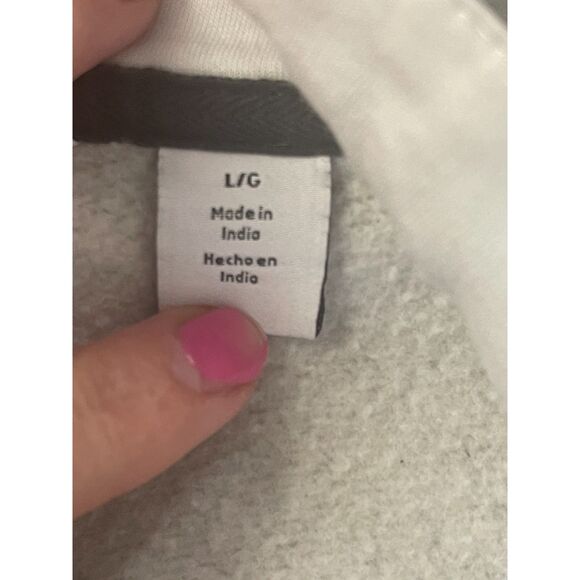 L/G
Made in
India
Hecho en
India